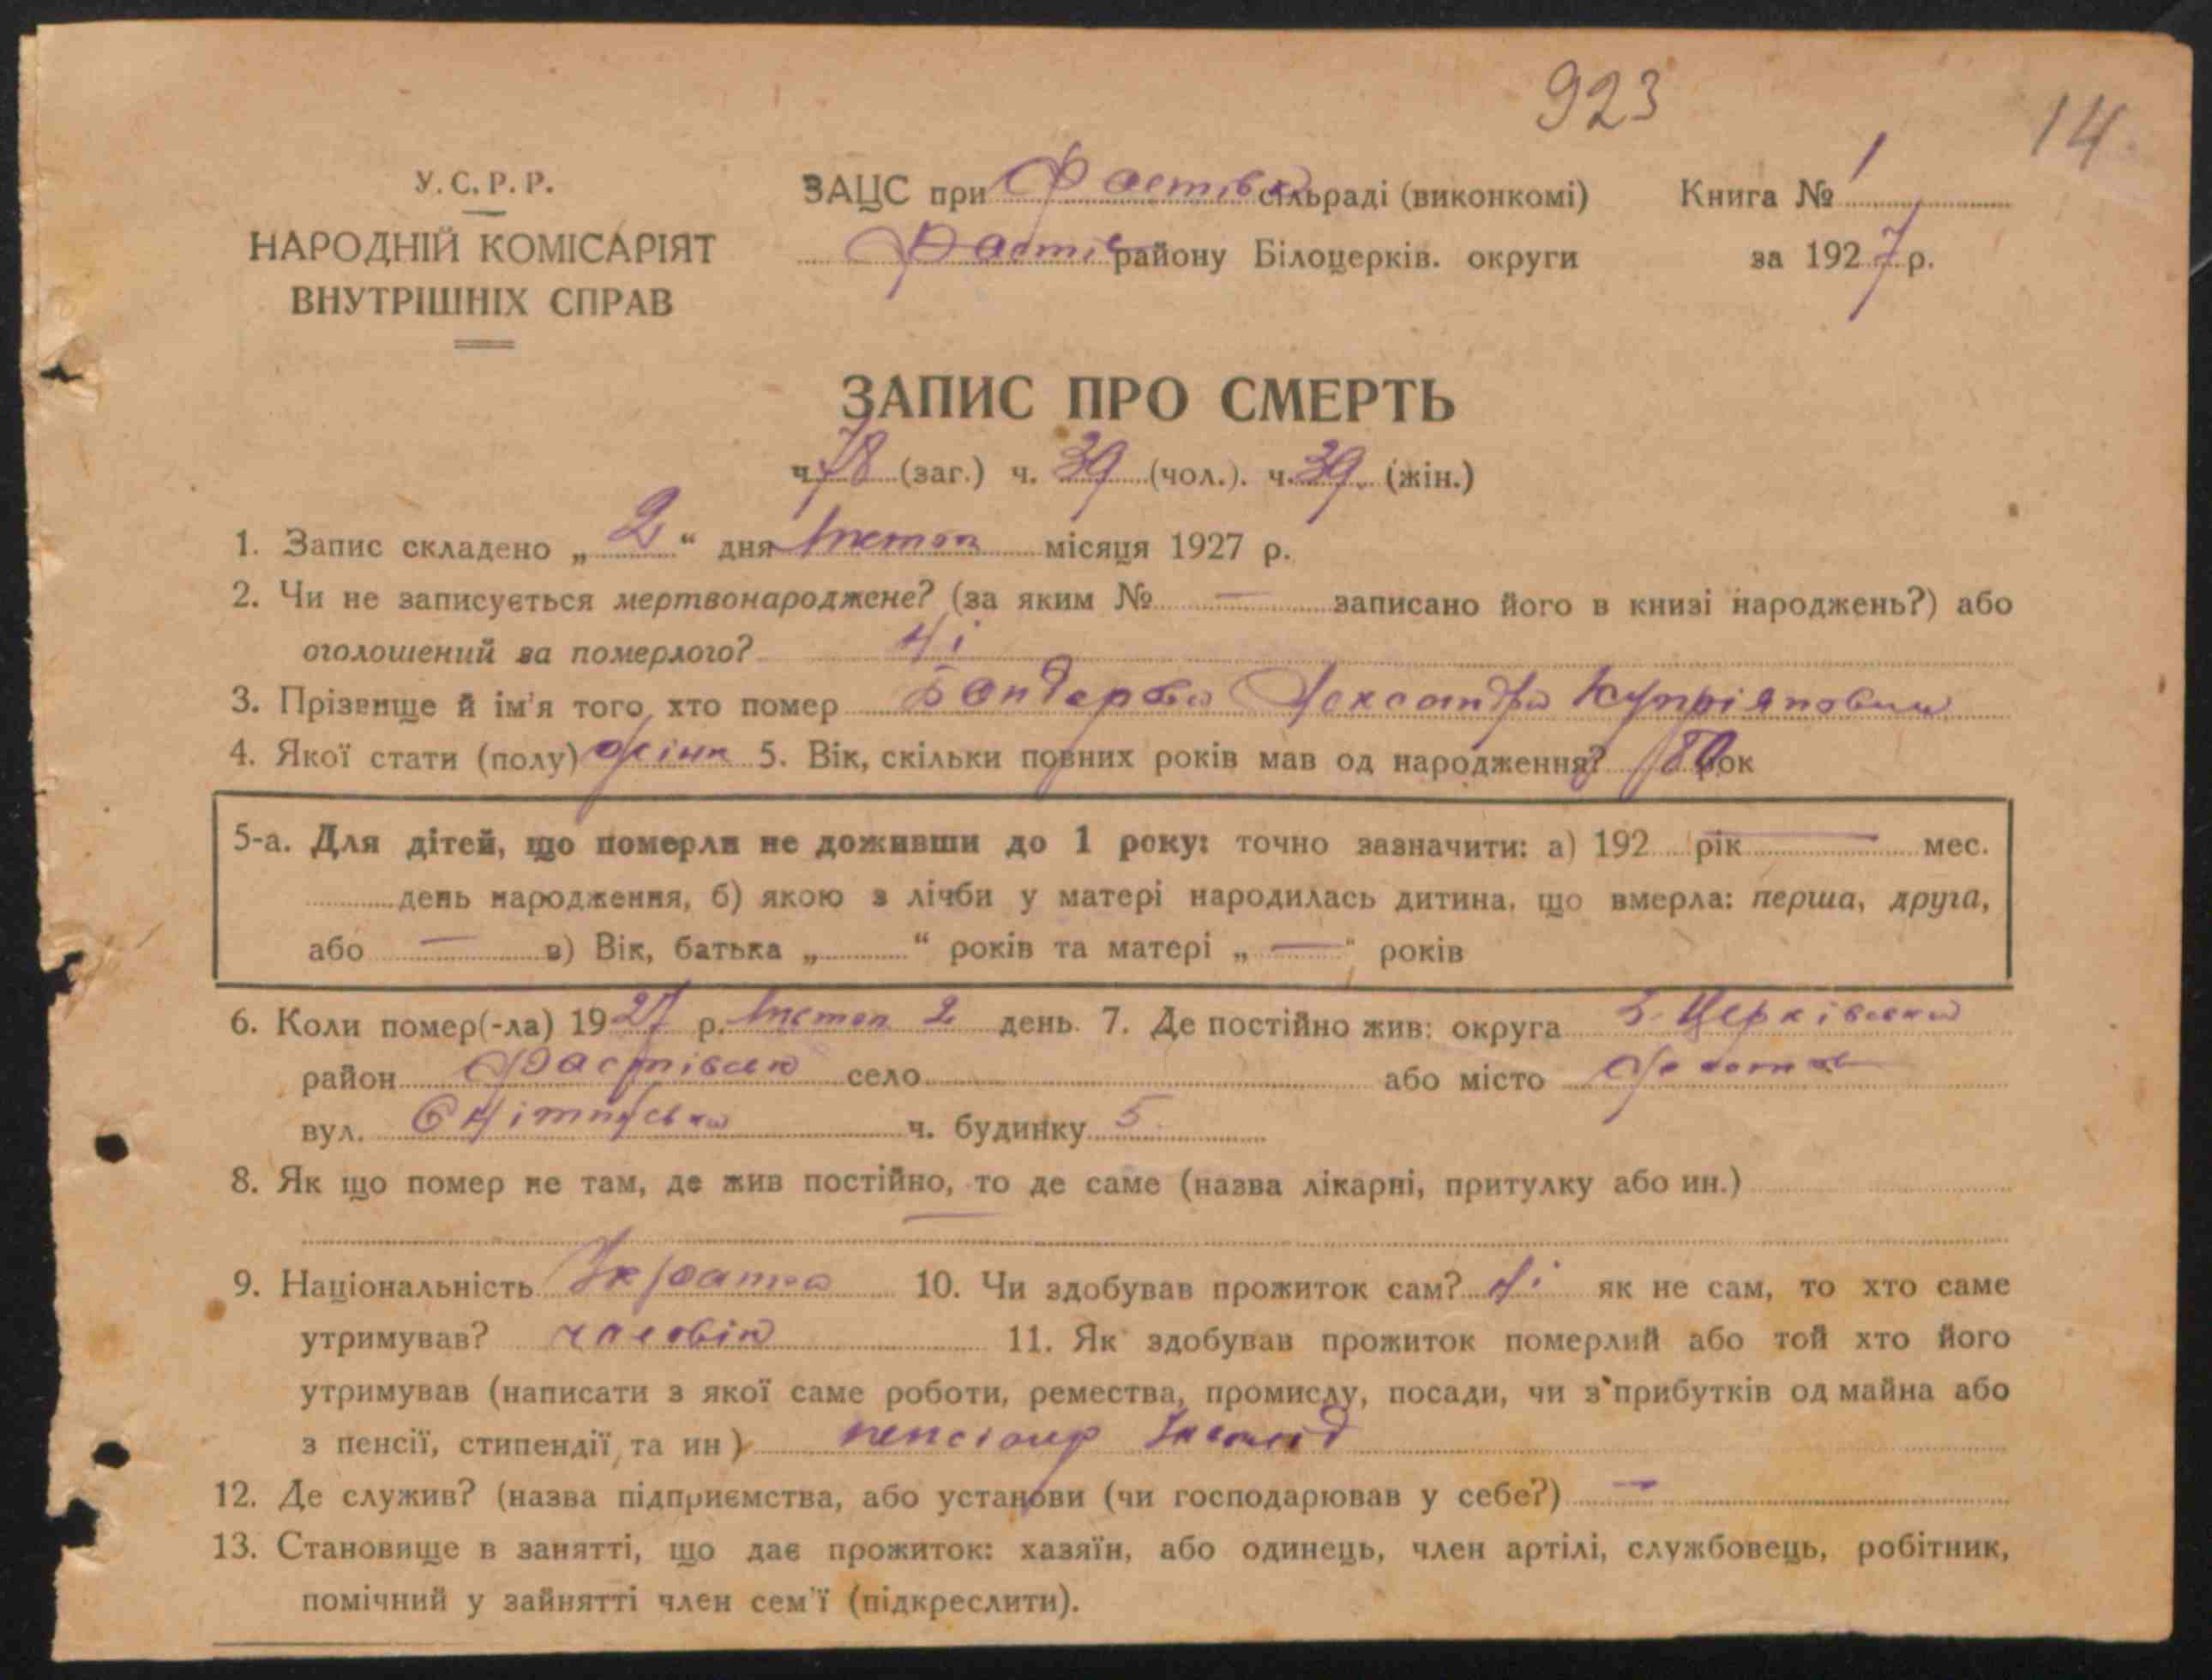 923
14.
У. С. Р. Р.
НАРОДНІЙ КОМІСАРІЯТ
ВНУТРІШНІХ СПРАВ
ЗАЦС при Фастівс сільраді (виконкомі)
Фастів району Білоцерків. округи
Книга № 1
за 1927 р.
ЗАПИС ПРО СМЕРТЬ
ч. 78 (заг.) ч. 39 (чол.). ч. 39. (жін.)
1. Запис складено „ 2 “ дня листоп місяця 1927 р.
2. Чи не записується мертвонароджене? (за яким № — записано його в книзі народжень?) або
оголошений за померлого? Ні
3. Прізвище й ім'я того, хто помер
4. Якої стати (полу) жіноч 5. Вік, скільки повних років мав од народження? 80 рок
5-а. Для дітей, що померли не доживши до 1 року: точно зазначити: а) 192 рік — мес.
день народження, б) якою з лічби у матері народилась дитина, що вмерла: перша, друга,
або — в) Вік, батька „ “ років та матері „ — “ років
6. Коли помер(-ла) 1927 р. листоп 2 день. 7. Де постійно жив: округа Б. Церківська
район Фастівськ село або місто Фастів
вул. ч. будинку 5
8. Як що помер не там, де жив постійно, то де саме (назва лікарні, притулку або ин.)
—
9. Національність 10. Чи здобував прожиток сам? Ні як не сам, то хто саме
утримував? чоловік 11. Як здобував прожиток померлий або той хто його
утримував (написати з якої саме роботи, ремества, промислу, посади, чи з'прибутків од майна або
з пенсії, стипендії та ин) пенсіонер
12. Де служив? (назва підприємства, або установи (чи господарював у себе?) —
13. Становище в занятті, що дає прожиток: хазяїн, або одинець, член артілі, службовець, робітник,
помічний у зайнятті член сем'ї (підкреслити).